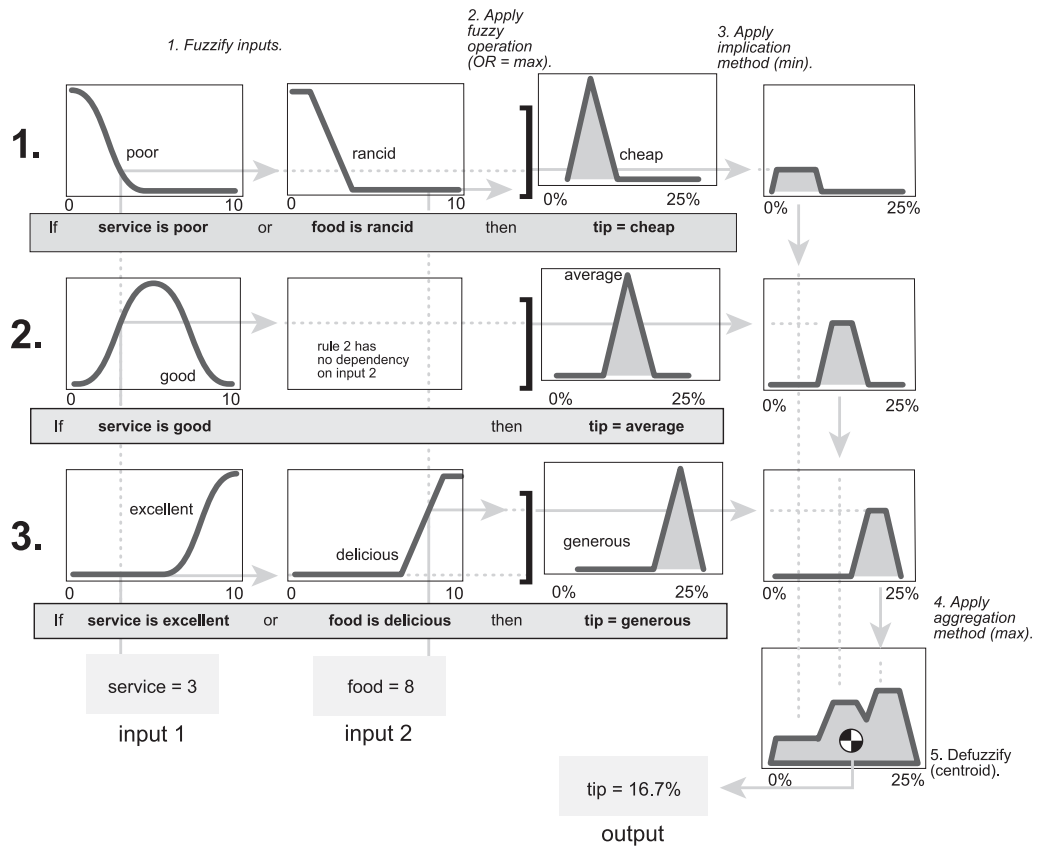 1. Fuzzify inputs.
2. Apply
fuzzy
operation
(OR = max).
3. Apply
implication
method (min).
1.
poor
0 10
rancid
0 10
cheap
0% 25%
0% 25%
If service is poor or food is rancid then tip = cheap
2.
good
0 10
rule 2 has
no dependency
on input 2
average
0% 25%
0% 25%
If service is good then tip = average
3.
excellent
0 10
delicious
0 10
generous
0% 25%
0% 25%
If service is excellent or food is delicious then tip = generous
4. Apply
aggregation
method (max).
service = 3
input 1
food = 8
input 2
0% 25%
5. Defuzzify
(centroid).
tip = 16.7%
output